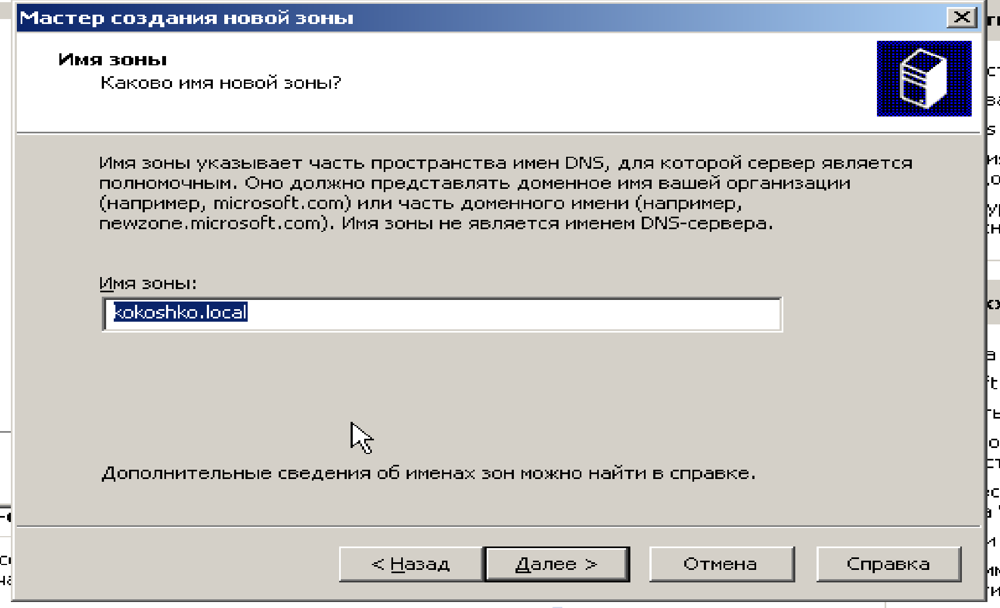 Мастер создания новой зоны
Имя зоны
Каково имя новой зоны?
Имя зоны указывает часть пространства имен DNS, для которой сервер является
полномочным. Оно должно представлять доменное имя вашей организации
(например, microsoft.com) или часть доменного имени (например,
newzone.microsoft.com). Имя зоны не является именем DNS-сервера.
Имя зоны:
kokoshko.local
Дополнительные сведения об именах зон можно найти в справке.
< Назад
Далее >
Отмена
Справка